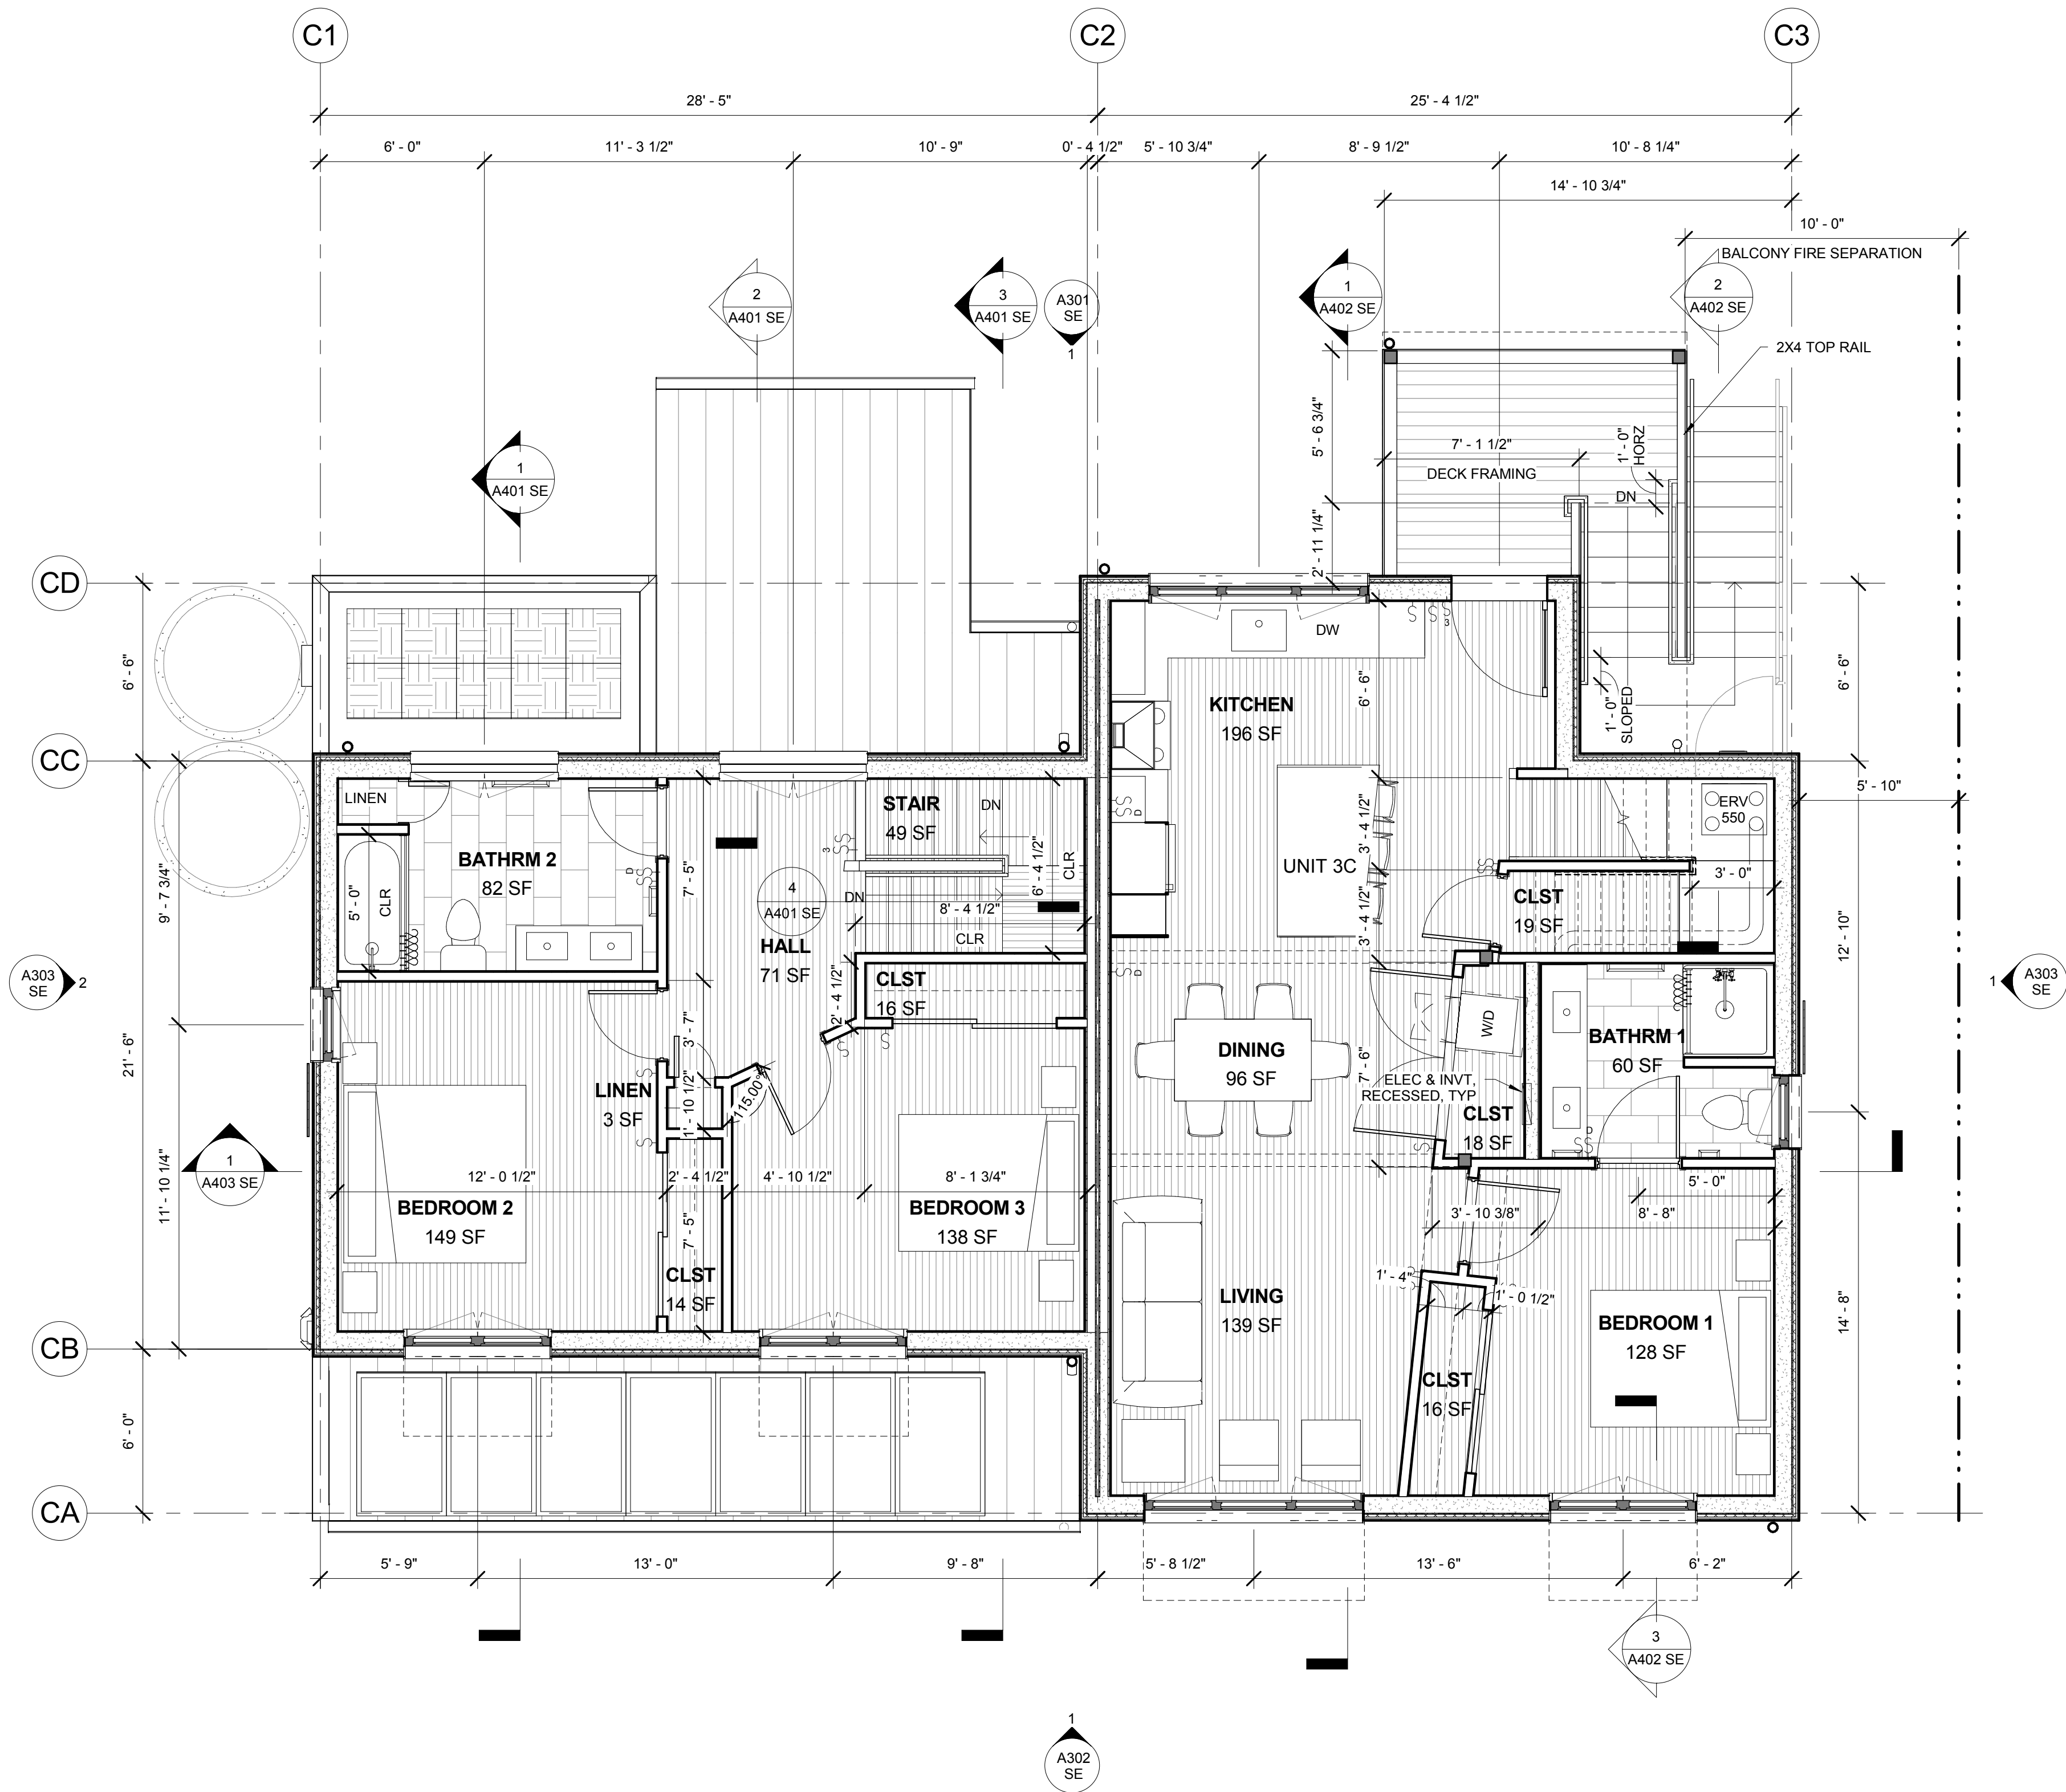 C1
C2
C3
28' - 5"
25' - 4 1/2"
6' - 0"
11' - 3 1/2"
10' - 9"
0' - 4 1/2"
5' - 10 3/4"
8' - 9 1/2"
10' - 8 1/4"
14' - 10 3/4"
10' - 0"
BALCONY FIRE SEPARATION
2
A401 SE
3
A401 SE
A301
SE
1
1
A402 SE
2
A402 SE
2X4 TOP RAIL
1
A401 SE
5' - 6 3/4"
7' - 1 1/2"
DECK FRAMING
1' - 0"
HORZ
DN
2' - 11 1/4"
CD
6' - 6"
DW
6' - 6"
6' - 6"
3
KITCHEN
196 SF
1' - 0"
SLOPED
CC
5' - 10"
LINEN
STAIR
49 SF
DN
D
ERV
550
BATHRM 2
82 SF
3
6' - 4 1/2"
CLR
3' - 4 1/2"
UNIT 3C
5' - 0"
CLR
D
7' - 5"
4
A401 SE
DN
8' - 4 1/2"
CLR
3' - 4 1/2"
CLST
19 SF
3' - 0"
9' - 7 3/4"
12' - 10"
HALL
71 SF
A303
SE
2
CLST
16 SF
2' - 4 1/2"
D
1
A303
SE
21' - 6"
3' - 7"
W/D
BATHRM 1
60 SF
DINING
96 SF
7' - 6"
LINEN
3 SF
1' - 10 1/2"
115.00°
ELEC & INVT,
RECESSED, TYP
CLST
18 SF
D
1
A403 SE
11' - 10 1/4"
12' - 0 1/2"
2' - 4 1/2"
4' - 10 1/2"
8' - 1 3/4"
5' - 0"
BEDROOM 2
149 SF
BEDROOM 3
138 SF
3' - 10 3/8"
8' - 8"
7' - 5"
CLST
14 SF
1' - 4"
1' - 0 1/2"
LIVING
139 SF
BEDROOM 1
128 SF
14' - 8"
CB
CLST
16 SF
6' - 0"
CA
5' - 9"
13' - 0"
9' - 8"
5' - 8 1/2"
13' - 6"
6' - 2"
3
A402 SE
1
A302
SE